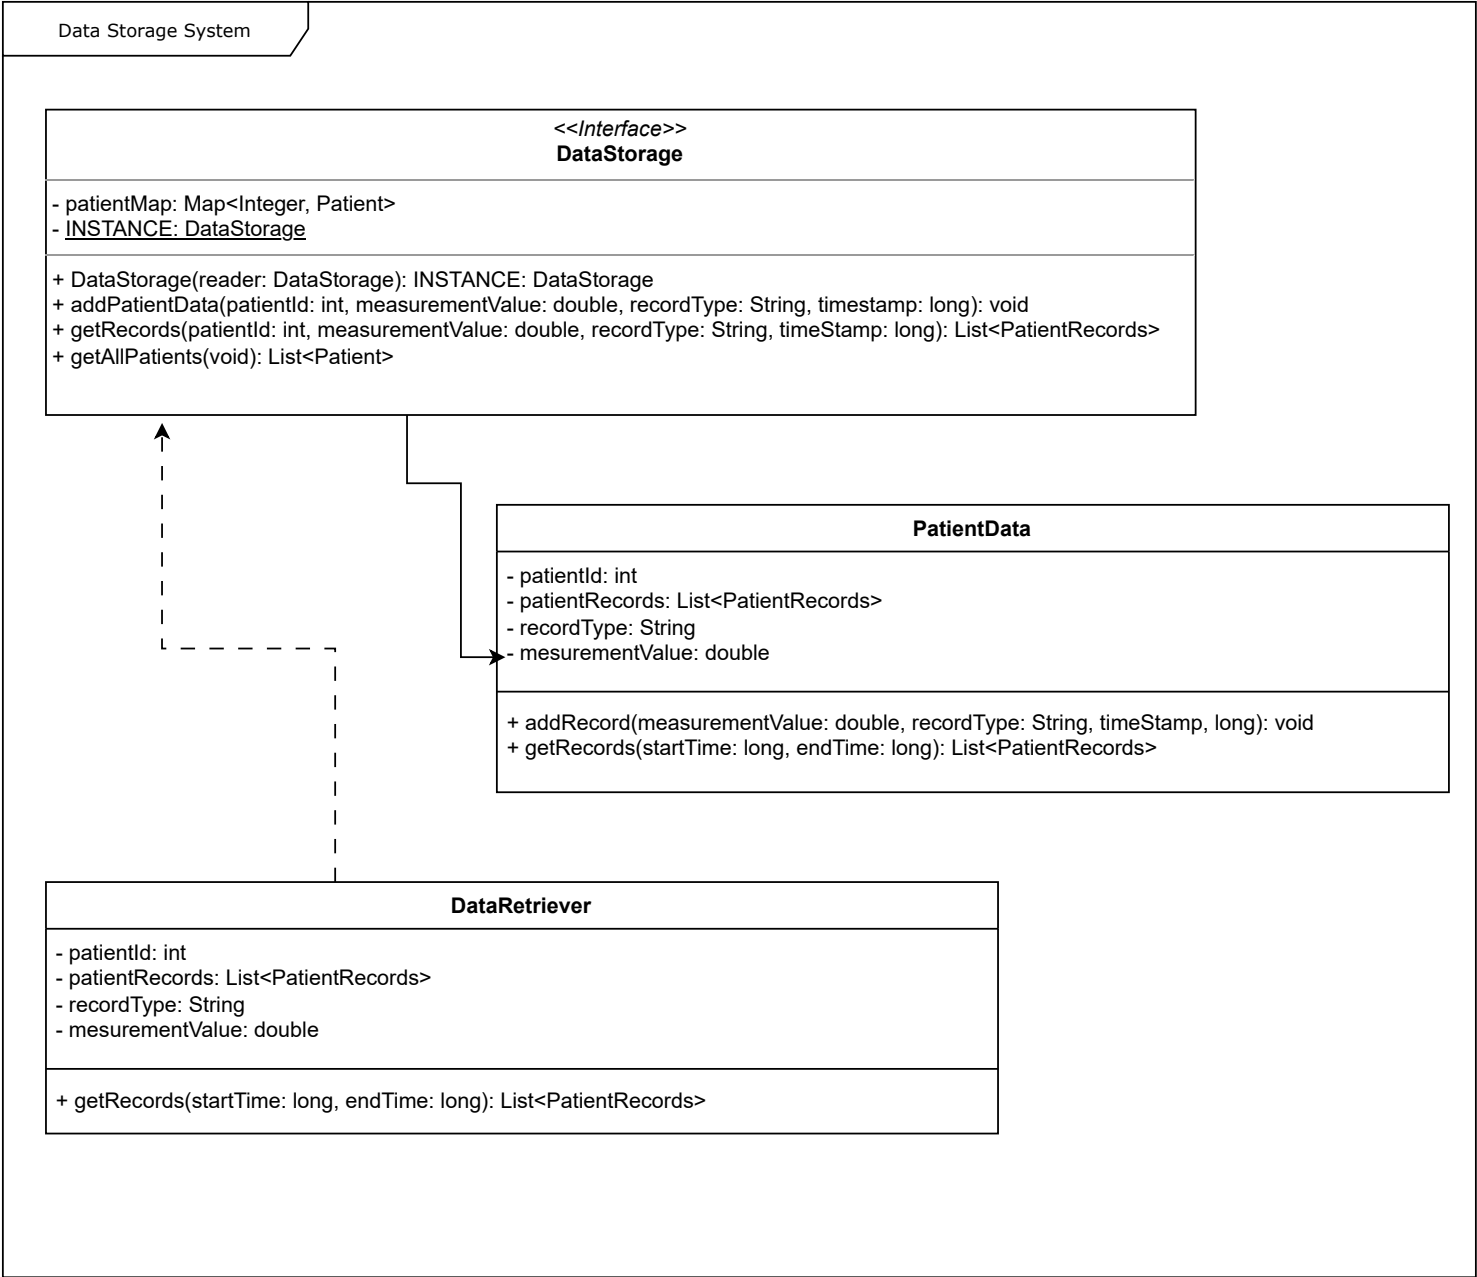 Data Storage System
<<Interface>>
DataStorage
- patientMap: Map<Integer, Patient>
- INSTANCE: DataStorage
+ DataStorage(reader: DataStorage): INSTANCE: DataStorage
+ addPatientData(patientId: int, measurementValue: double, recordType: String, timestamp: long): void
+ getRecords(patientId: int, measurementValue: double, recordType: String, timeStamp: long): List<PatientRecords>
+ getAllPatients(void): List<Patient>
PatientData
- patientId: int
- patientRecords: List<PatientRecords>
- recordType: String
- mesurementValue: double
+ addRecord(measurementValue: double, recordType: String, timeStamp, long): void
+ getRecords(startTime: long, endTime: long): List<PatientRecords>
DataRetriever
- patientId: int
- patientRecords: List<PatientRecords>
- recordType: String
- mesurementValue: double
+ getRecords(startTime: long, endTime: long): List<PatientRecords>